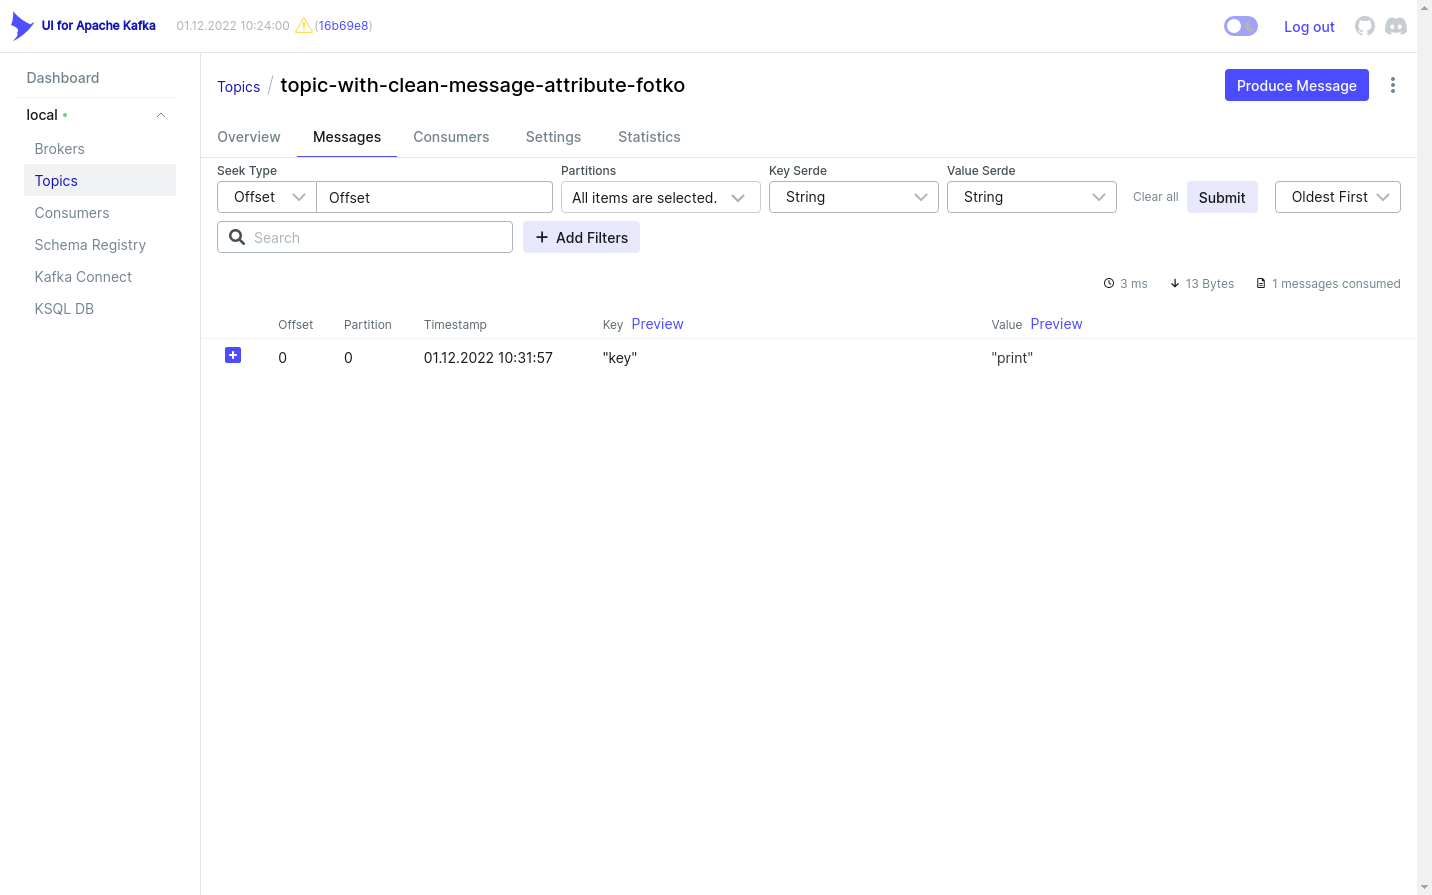 UI for Apache Kafka 01.12.2022 10:24:00 (16b69e8) Log out
Dashboard
local
Brokers
Topics
Consumers
Schema Registry
Kafka Connect
KSQL DB
Topics / topic-with-clean-message-attribute-fotko Produce Message
Overview Messages Consumers Settings Statistics
Seek Type Partitions Key Serde Value Serde
Offset Offset All items are selected. String String Clear all Submit Oldest First
Search Add Filters
3 ms 13 Bytes 1 messages consumed
Offset Partition Timestamp Key Preview Value Preview
0 0 01.12.2022 10:31:57 "key" "print"